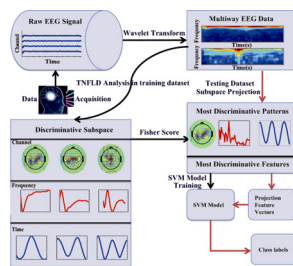 Raw EEG Signal
Channel
Time
Wavelet Transform
Multiway EEG Data
Frequency
Frequency
Time(s)
TNFLD Analysis in training dataset
Data
Acquisition
Testing Dataset
Subspace Projection
Discriminative Subspace
Channel
Frequency
Time
Fisher Score
Most Discriminative Patterns
Most Discriminative Features
SVM Model
Training
SVM Model
Projection
Feature
Vectors
Class labels